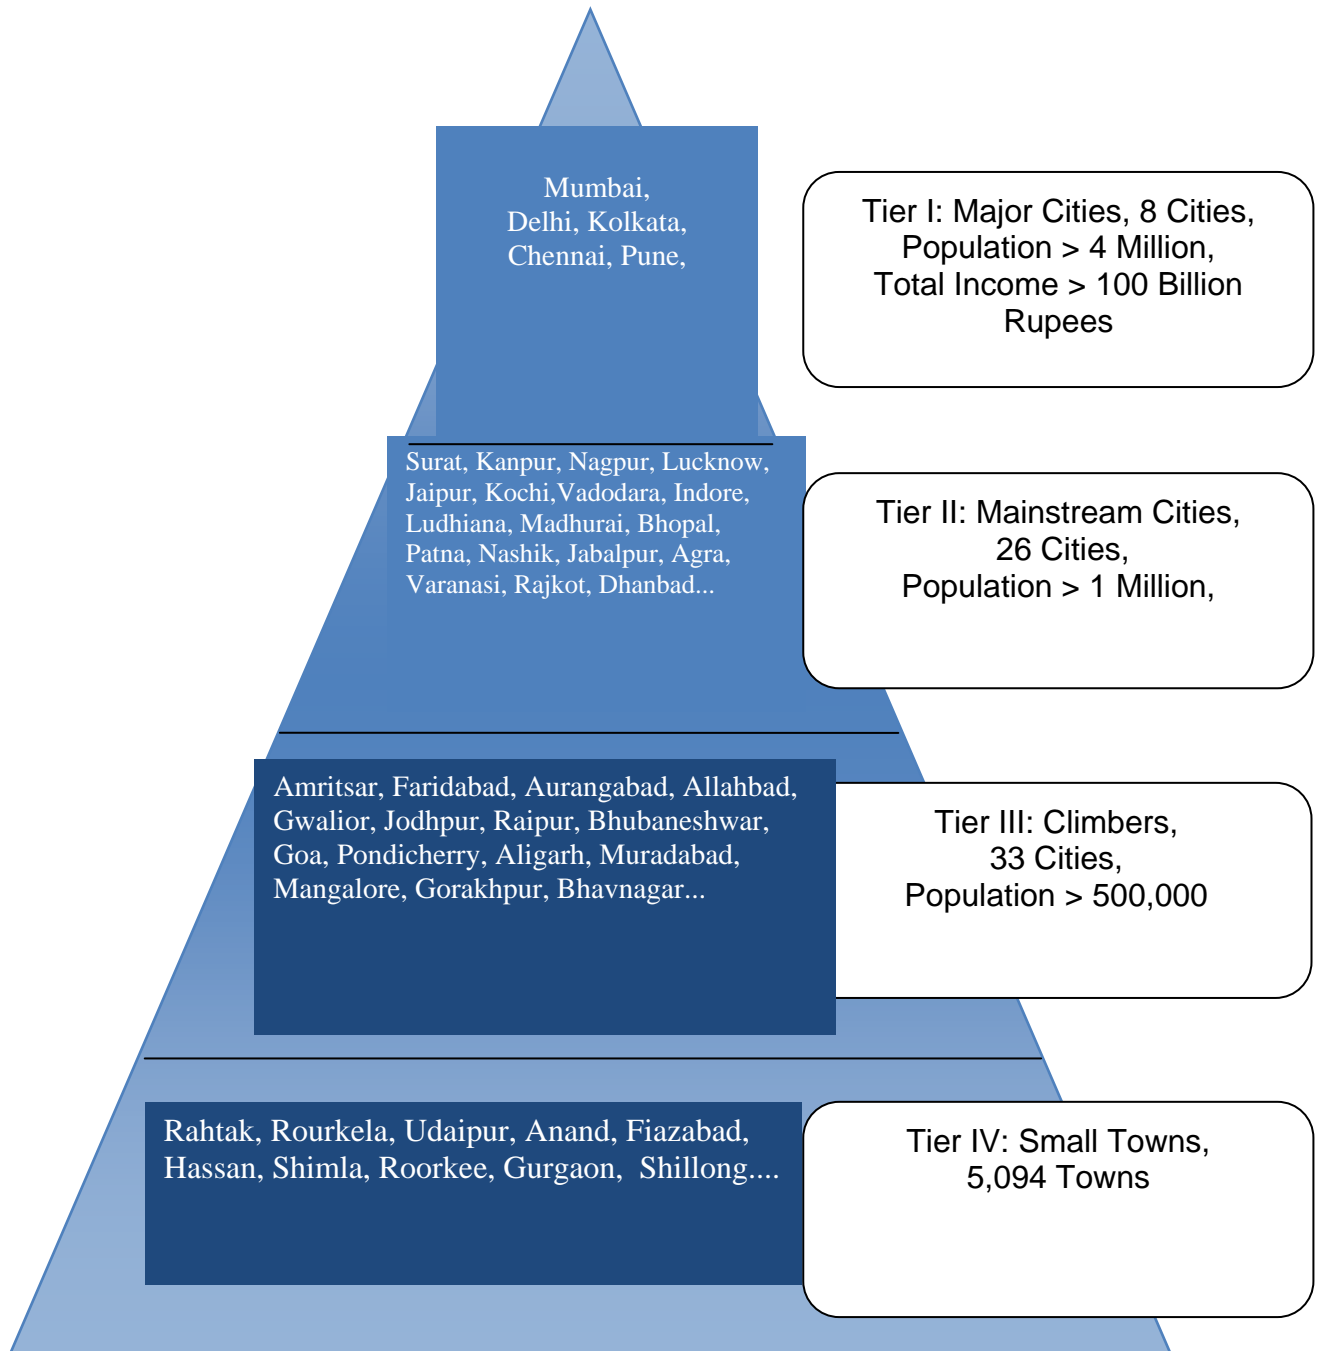 Mumbai,
Delhi, Kolkata,
Chennai, Pune,
Tier I: Major Cities, 8 Cities,
Population > 4 Million,
Total Income > 100 Billion
Rupees
Surat, Kanpur, Nagpur, Lucknow,
Jaipur, Kochi,Vadodara, Indore,
Ludhiana, Madhurai, Bhopal,
Patna, Nashik, Jabalpur, Agra,
Varanasi, Rajkot, Dhanbad...
Tier II: Mainstream Cities,
26 Cities,
Population > 1 Million,
Amritsar, Faridabad, Aurangabad, Allahbad,
Gwalior, Jodhpur, Raipur, Bhubaneshwar,
Goa, Pondicherry, Aligarh, Muradabad,
Mangalore, Gorakhpur, Bhavnagar...
Tier III: Climbers,
33 Cities,
Population > 500,000
Rahtak, Rourkela, Udaipur, Anand, Fiazabad,
Hassan, Shimla, Roorkee, Gurgaon,  Shillong....
Tier IV: Small Towns,
5,094 Towns